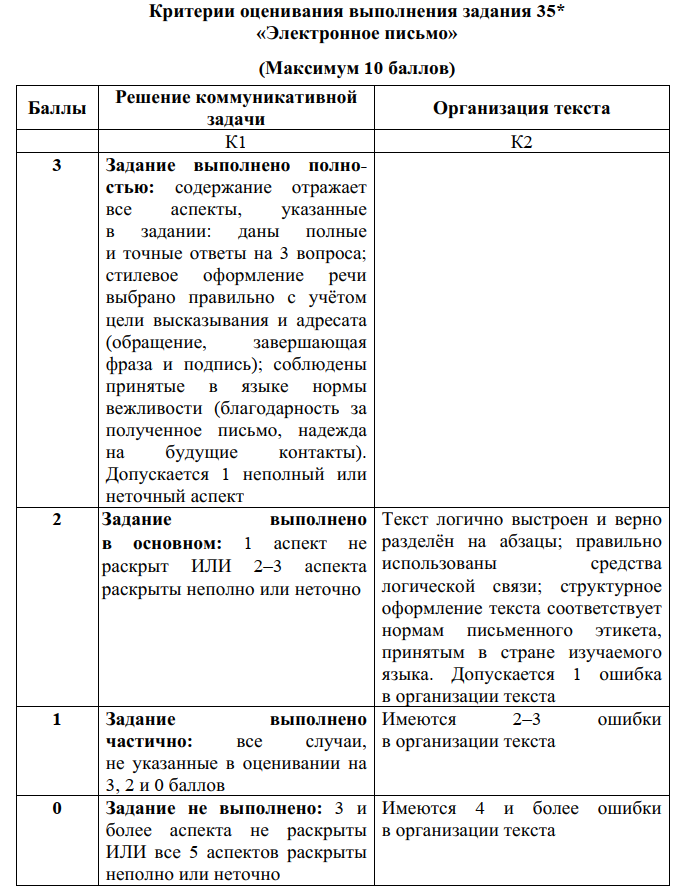 Критерии оценивания выполнения задания 35*
«Электронное письмо»
(Максимум 10 баллов)
Баллы
Решение коммуникативной
задачи
Организация текста
К1
К2
3
Задание выполнено полно-
стью: содержание отражает
все аспекты, указанные
в задании: даны полные
и точные ответы на 3 вопроса;
стилевое оформление речи
выбрано правильно с учётом
цели высказывания и адресата
(обращение, завершающая
фраза и подпись); соблюдены
принятые в языке нормы
вежливости (благодарность за
полученное письмо, надежда
на будущие контакты).
Допускается 1 неполный или
неточный аспект
2
Задание выполнено
в основном: 1 аспект не
раскрыт ИЛИ 2–3 аспекта
раскрыты неполно или неточно
Текст логично выстроен и верно
разделён на абзацы; правильно
использованы средства
логической связи; структурное
оформление текста соответствует
нормам письменного этикета,
принятым в стране изучаемого
языка. Допускается 1 ошибка
в организации текста
1
Задание выполнено
частично: все случаи,
не указанные в оценивании на
3, 2 и 0 баллов
Имеются 2–3 ошибки
в организации текста
0
Задание не выполнено: 3 и
более аспекта не раскрыты
ИЛИ все 5 аспектов раскрыты
неполно или неточно
Имеются 4 и более ошибки
в организации текста